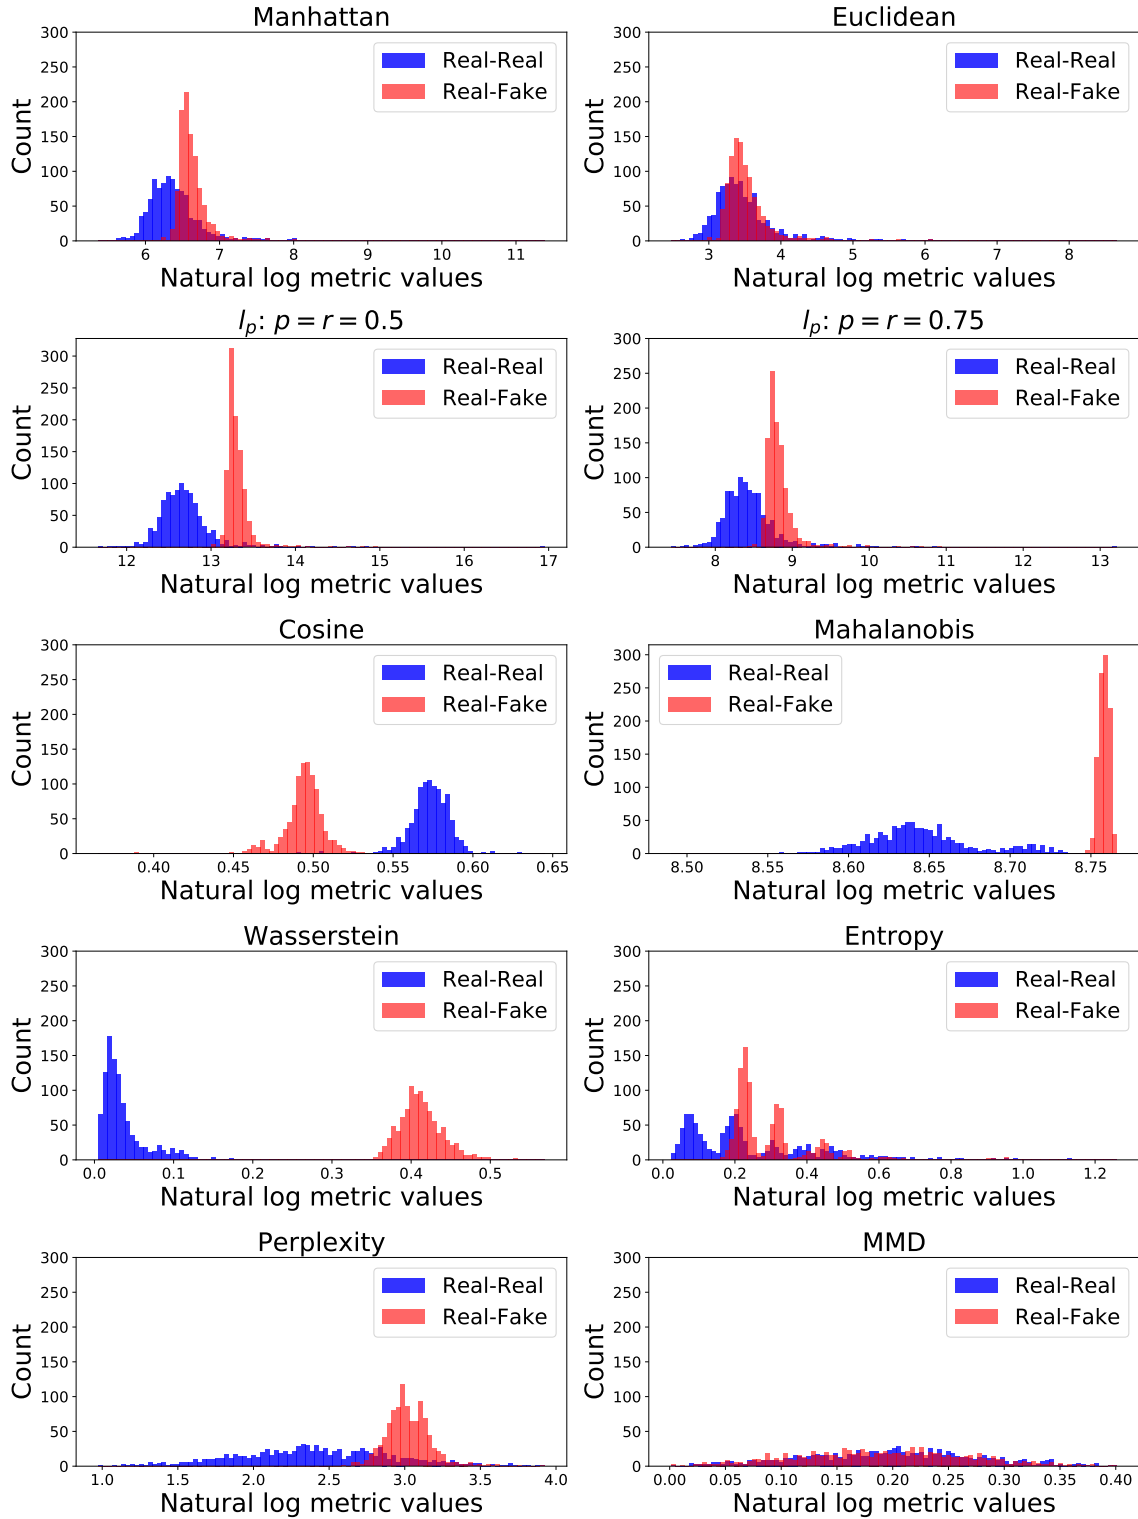 Manhattan
300
250
200
150
100
50
0
Count
Real-Real
Real-Fake
6 7 8 9 10 11
Natural log metric values
Euclidean
300
250
200
150
100
50
0
Count
Real-Real
Real-Fake
3 4 5 6 7 8
Natural log metric values
l_p: p = r = 0.5
300
250
200
150
100
50
0
Count
Real-Real
Real-Fake
12 13 14 15 16 17
Natural log metric values
l_p: p = r = 0.75
300
250
200
150
100
50
0
Count
Real-Real
Real-Fake
8 9 10 11 12 13
Natural log metric values
Cosine
300
250
200
150
100
50
0
Count
Real-Real
Real-Fake
0.40 0.45 0.50 0.55 0.60 0.65
Natural log metric values
Mahalanobis
300
250
200
150
100
50
0
Count
Real-Real
Real-Fake
8.50 8.55 8.60 8.65 8.70 8.75
Natural log metric values
Wasserstein
300
250
200
150
100
50
0
Count
Real-Real
Real-Fake
0.0 0.1 0.2 0.3 0.4 0.5
Natural log metric values
Entropy
300
250
200
150
100
50
0
Count
Real-Real
Real-Fake
0.0 0.2 0.4 0.6 0.8 1.0 1.2
Natural log metric values
Perplexity
300
250
200
150
100
50
0
Count
Real-Real
Real-Fake
1.0 1.5 2.0 2.5 3.0 3.5 4.0
Natural log metric values
MMD
300
250
200
150
100
50
0
Count
Real-Real
Real-Fake
0.00 0.05 0.10 0.15 0.20 0.25 0.30 0.35 0.40
Natural log metric values